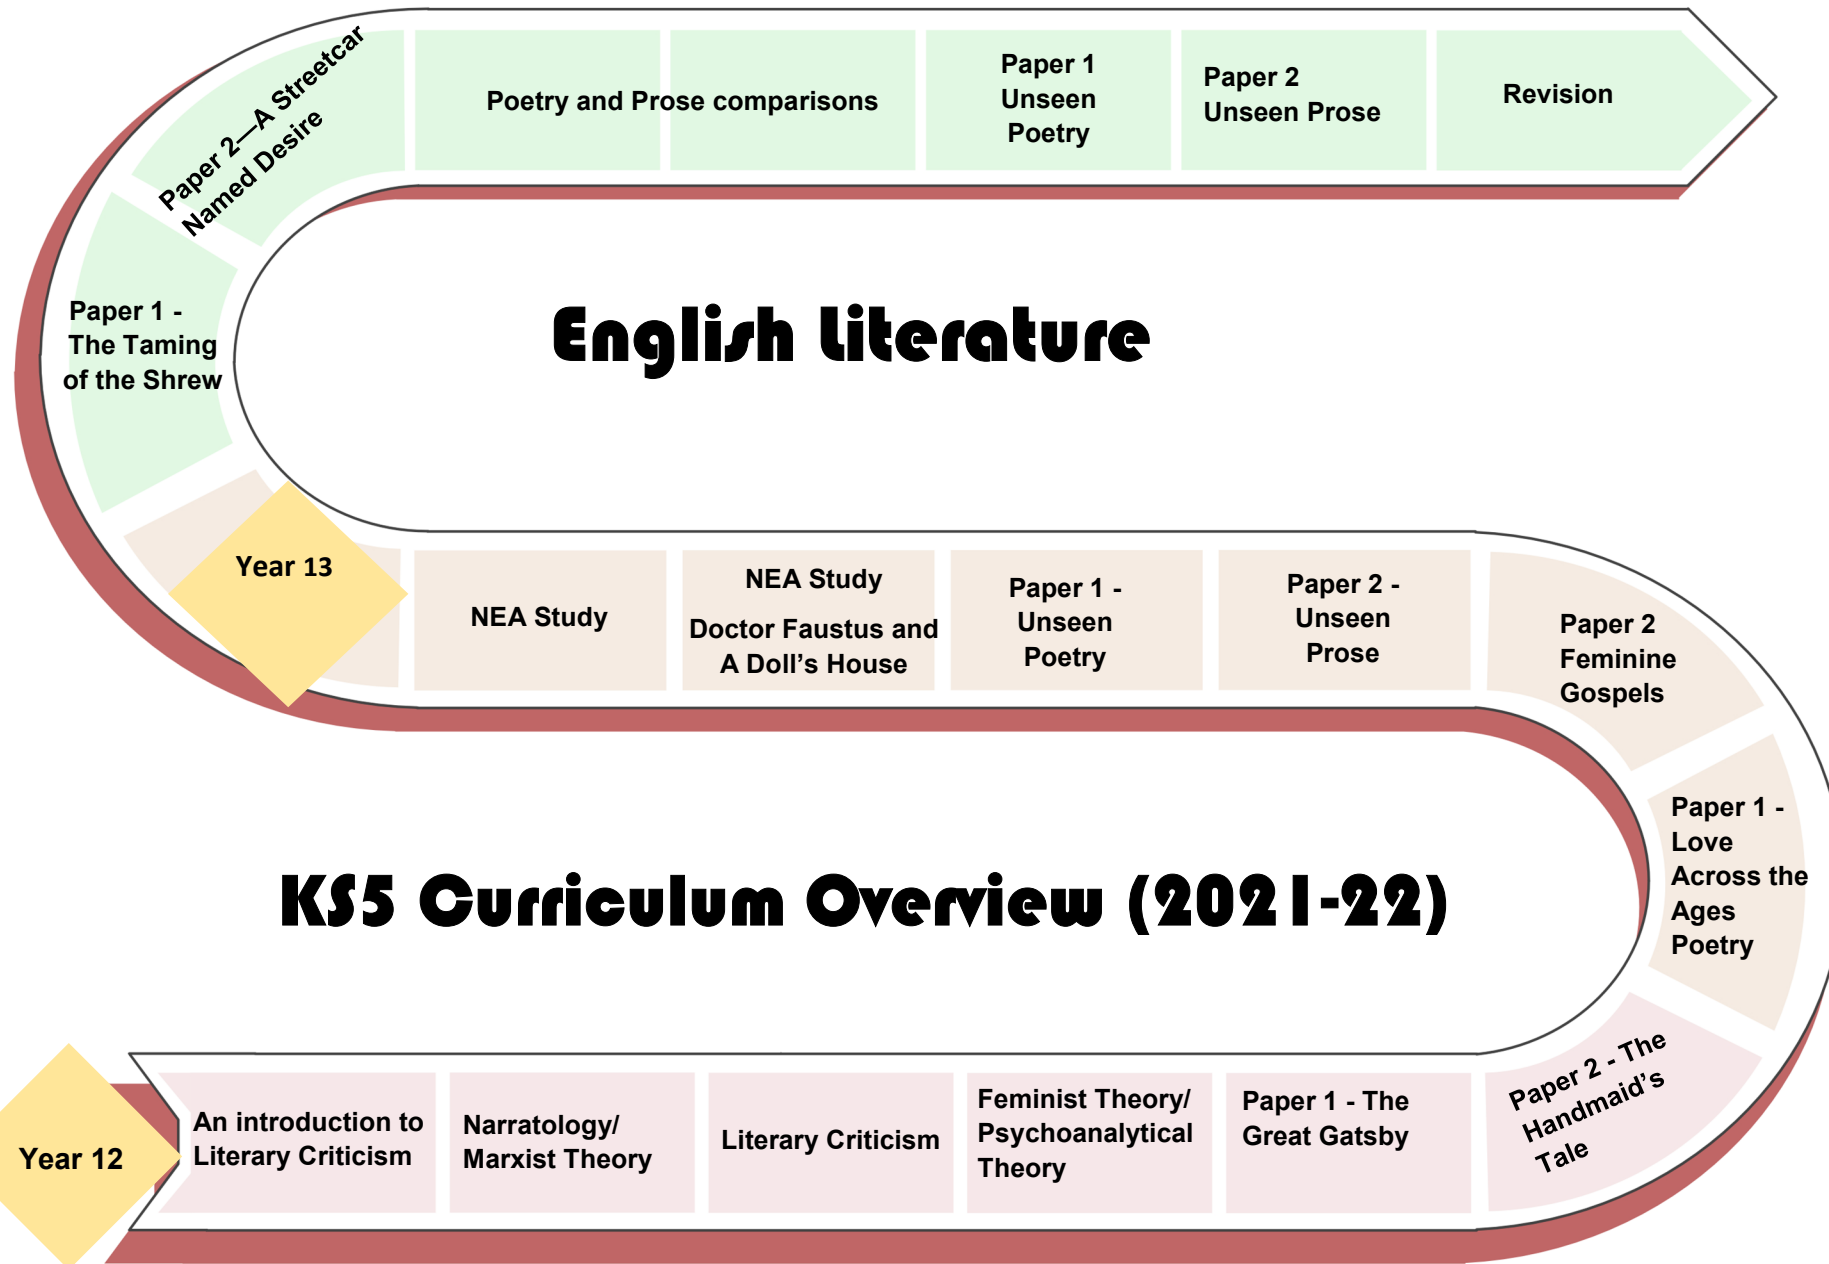 Paper 2—A Streetcar
Named Desire
Poetry and Prose comparisons
Paper 1
Unseen
Poetry
Paper 2
Unseen Prose
Revision
Paper 1 -
The Taming
of the Shrew
English Literature
Year 13
NEA Study
NEA Study
Doctor Faustus and
A Doll’s House
Paper 1 -
Unseen
Poetry
Paper 2 -
Unseen
Prose
Paper 2
Feminine
Gospels
Paper 1 -
Love
Across the
Ages
Poetry
KS5 Curriculum Overview (2021-22)
Year 12
An introduction to
Literary Criticism
Narratology/
Marxist Theory
Literary Criticism
Feminist Theory/
Psychoanalytical
Theory
Paper 1 - The
Great Gatsby
Paper 2 - The
Handmaid’s
Tale